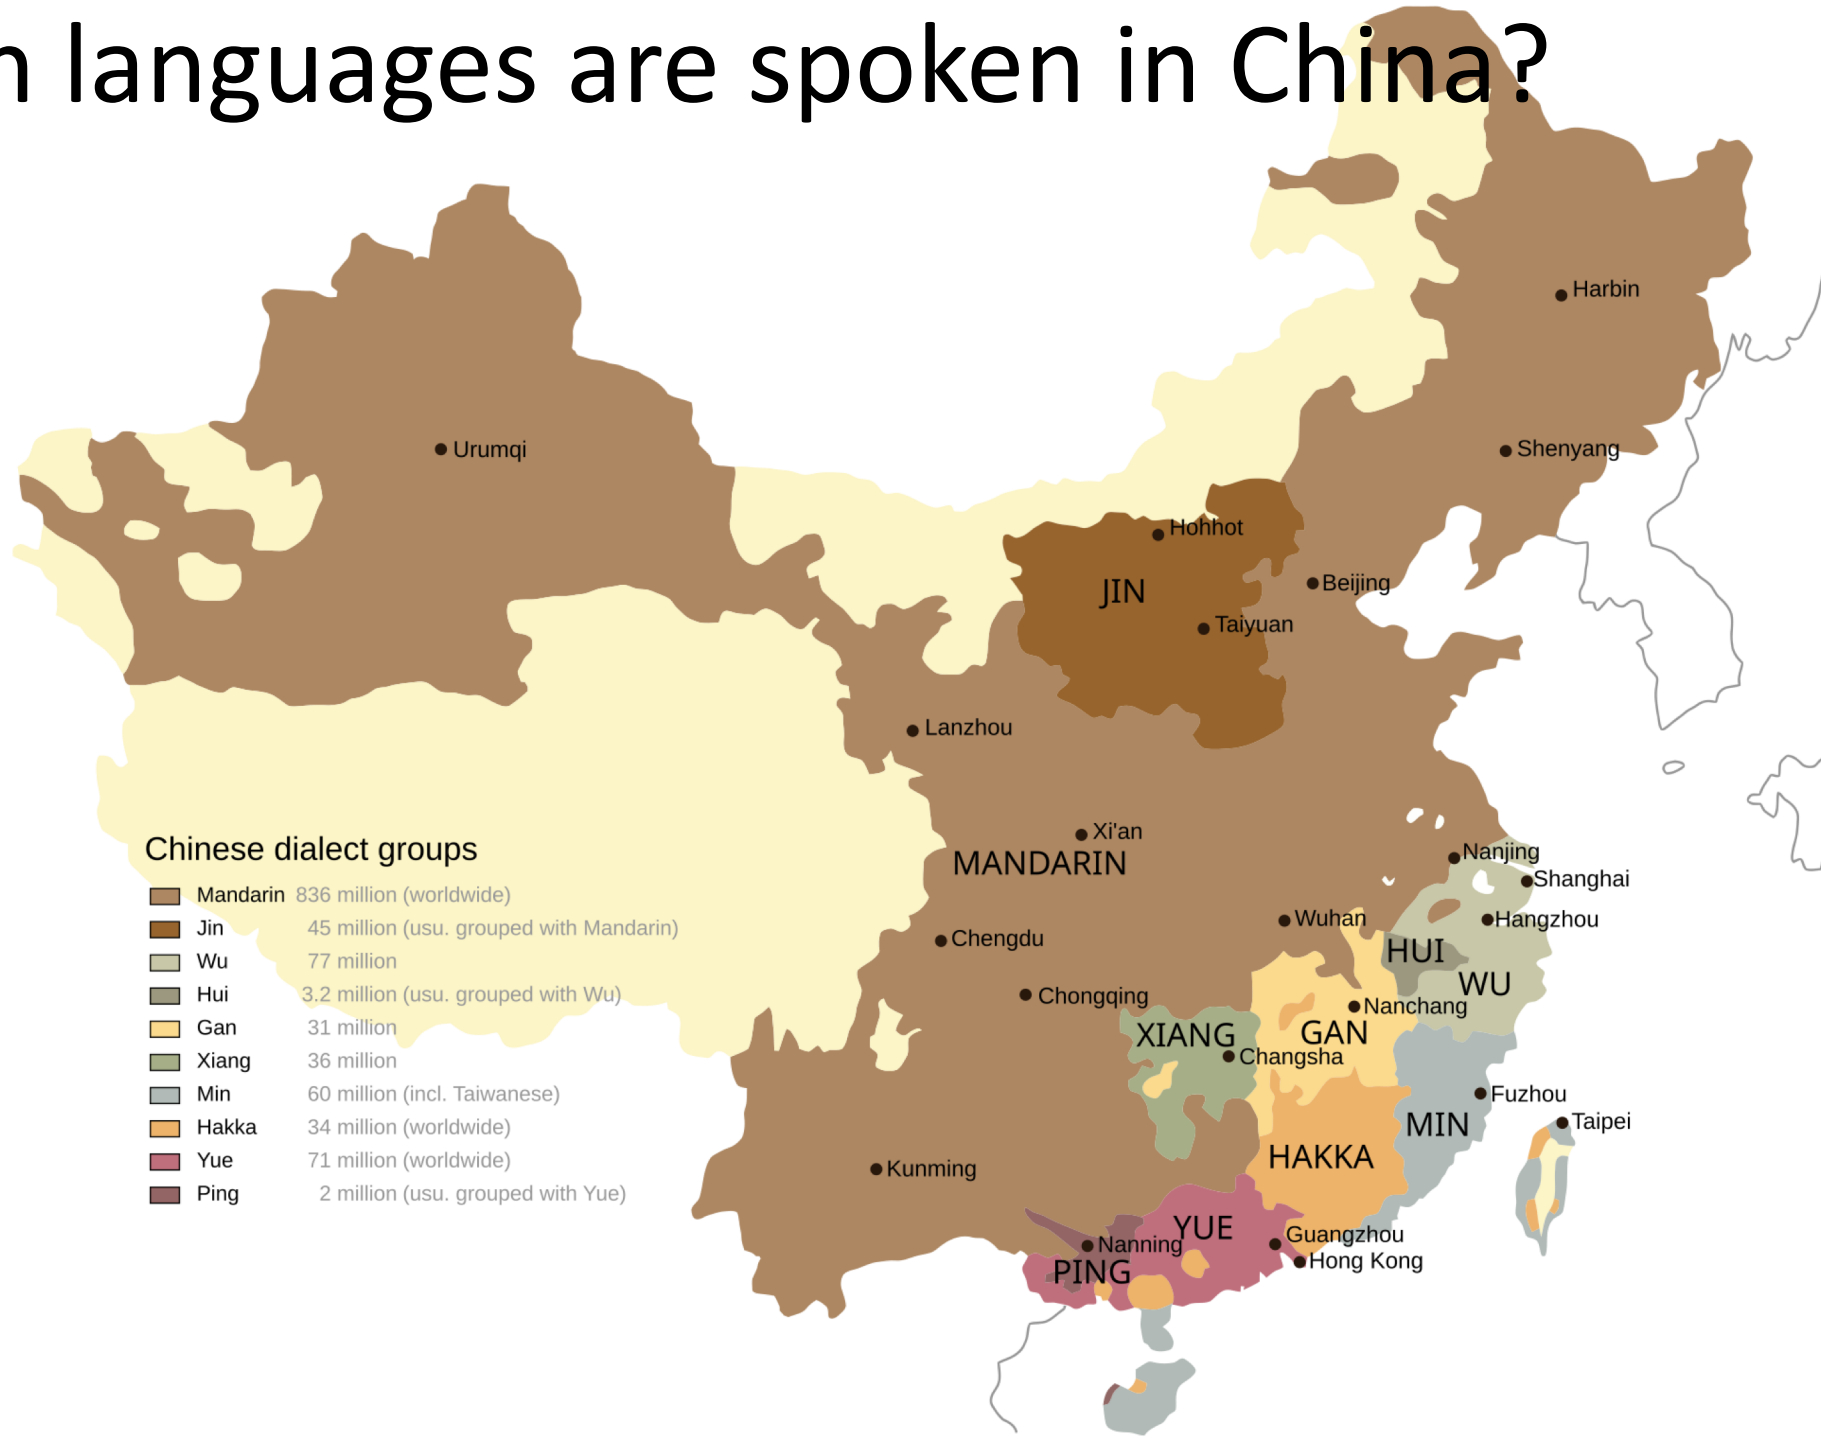 n languages are spoken in China?
Harbin
Urumqi
Shenyang
Hohhot
JIN
Beijing
Taiyuan
Lanzhou
Xi'an
MANDARIN
Nanjing
Shanghai
Wuhan
Hangzhou
Chengdu
HUI
WU
Chongqing
Nanchang
XIANG
GAN
Changsha
Fuzhou
MIN
Taipei
HAKKA
Kunming
YUE
Guangzhou
Nanning
Hong Kong
PING
Chinese dialect groups
Mandarin 836 million (worldwide)
Jin 45 million (usu. grouped with Mandarin)
Wu 77 million
Hui 3.2 million (usu. grouped with Wu)
Gan 31 million
Xiang 36 million
Min 60 million (incl. Taiwanese)
Hakka 34 million (worldwide)
Yue 71 million (worldwide)
Ping 2 million (usu. grouped with Yue)